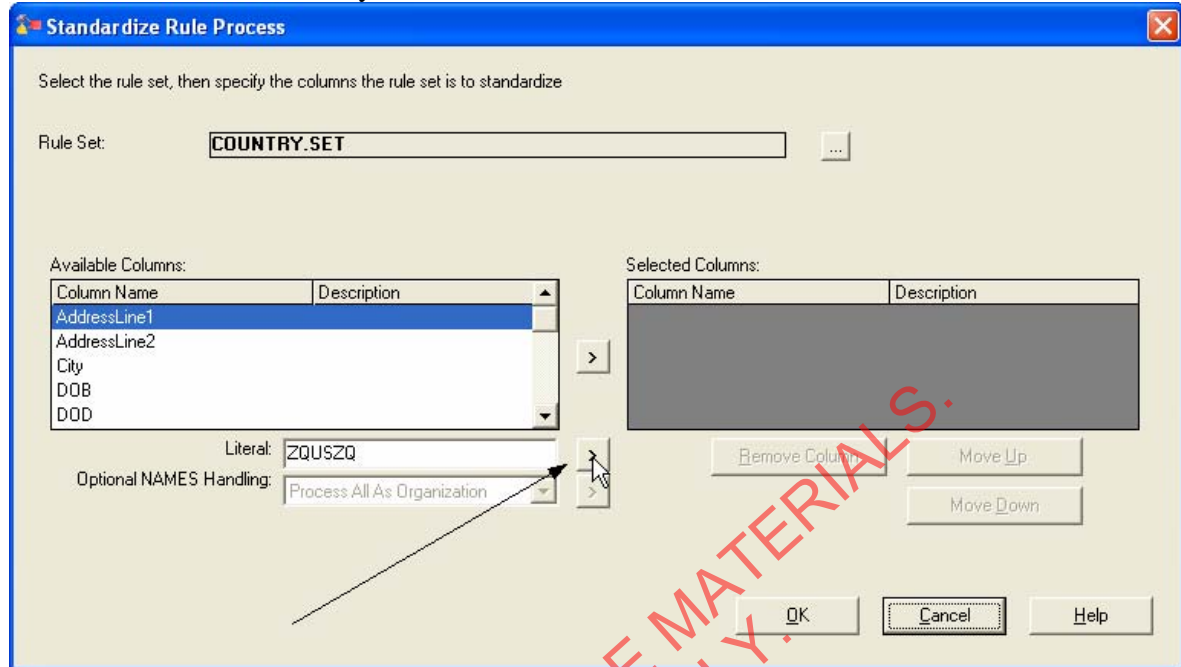 Standardize Rule Process
Select the rule set, then specify the columns the rule set is to standardize
Rule Set: COUNTRY.SET ...
Available Columns: Selected Columns:
Column Name Description Column Name Description
AddressLine1
AddressLine2
City
DOB
DOD
>
Literal: ZQUSZQ >
Remove Column Move Up
Optional NAMES Handling: Process All As Organization >
Move Down
OK Cancel Help
MATERIALS.